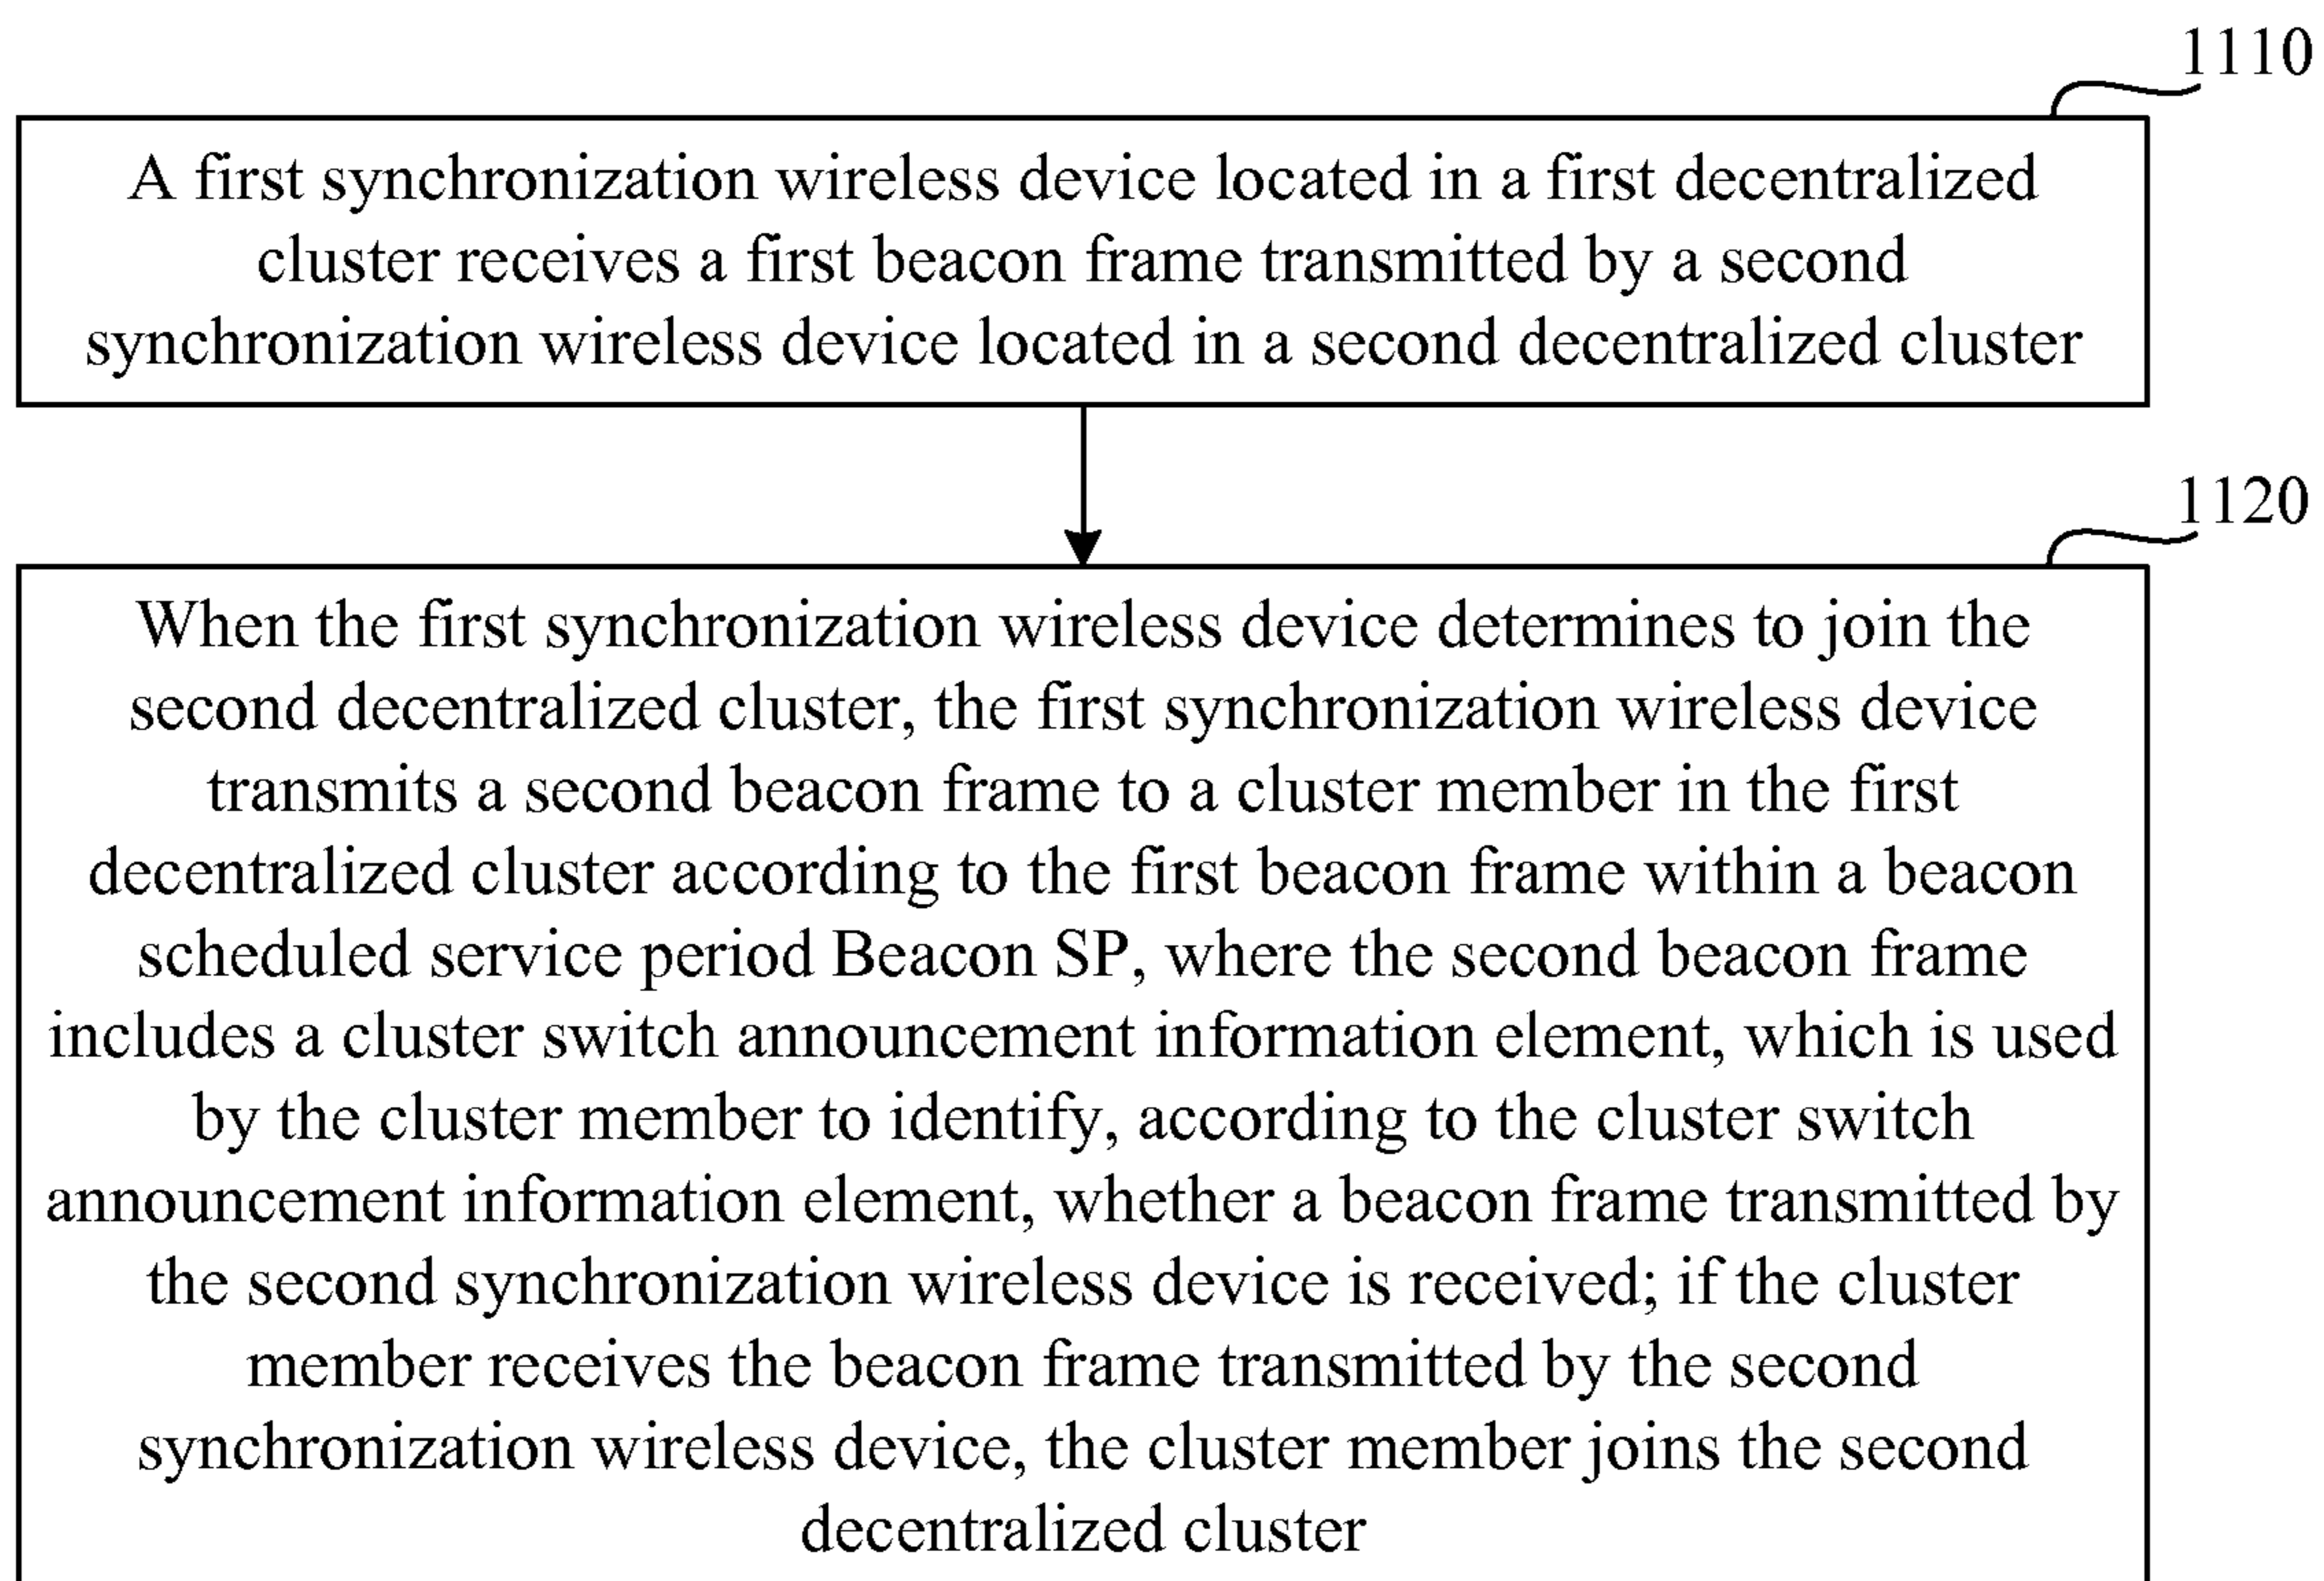 1110
A first synchronization wireless device located in a first decentralized
cluster receives a first beacon frame transmitted by a second
synchronization wireless device located in a second decentralized cluster
1120
When the first synchronization wireless device determines to join the
second decentralized cluster, the first synchronization wireless device
transmits a second beacon frame to a cluster member in the first
decentralized cluster according to the first beacon frame within a beacon
scheduled service period Beacon SP, where the second beacon frame
includes a cluster switch announcement information element, which is used
by the cluster member to identify, according to the cluster switch
announcement information element, whether a beacon frame transmitted by
the second synchronization wireless device is received; if the cluster
member receives the beacon frame transmitted by the second
synchronization wireless device, the cluster member joins the second
decentralized cluster